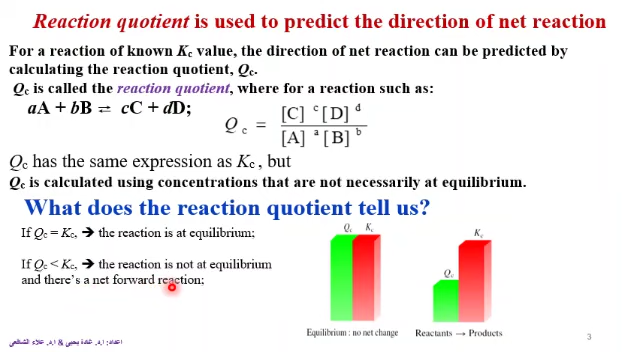 Reaction quotient is used to predict the direction of net reaction
For a reaction of known Kc value, the direction of net reaction can be predicted by
calculating the reaction quotient, Qc.
Qc is called the reaction quotient, where for a reaction such as:
aA + bB ⇌ cC + dD;
Q c = [C] c [D] d / [A] a [B] b
Qc has the same expression as Kc, but
Qc is calculated using concentrations that are not necessarily at equilibrium.
What does the reaction quotient tell us?
If Qc = Kc, ➔ the reaction is at equilibrium;
If Qc < Kc, ➔ the reaction is not at equilibrium
and there's a net forward reaction;
Qc Kc
Equilibrium : no net change
Qc Kc
Reactants → Products
اعداد: ا.د. غادة يحيى & ا.د. علاء الشافعي
3